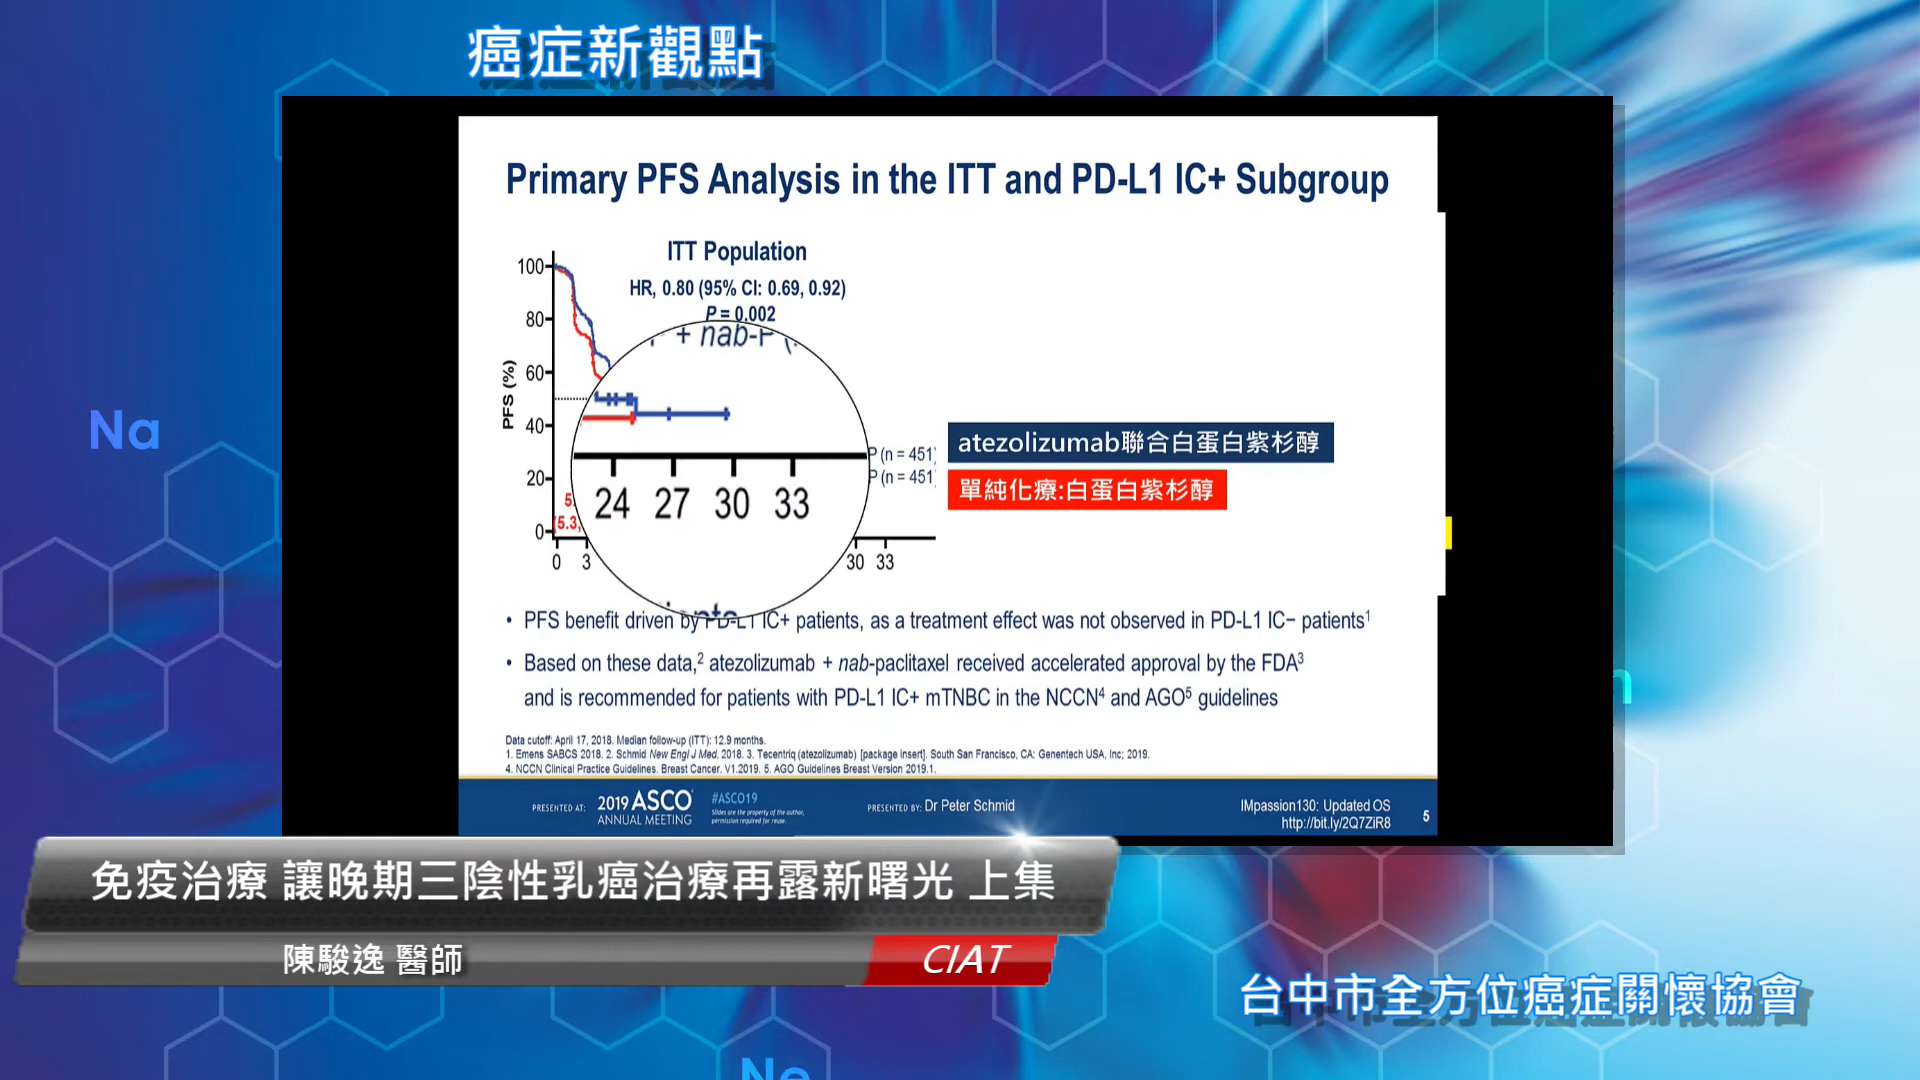 癌症新觀點
Primary PFS Analysis in the ITT and PD-L1 IC+ Subgroup
ITT Population
HR, 0.80 (95% CI: 0.69, 0.92)
P = 0.002
100
80
60
40
20
0
PFS (%)
+ nab-P
24 27 30 33
P (n = 451)
P (n = 451)
(5.3,
0 3 30 33
atezolizumab聯合白蛋白紫杉醇
單純化療:白蛋白紫杉醇
• PFS benefit driven by PD-L1 IC+ patients, as a treatment effect was not observed in PD-L1 IC− patients1
• Based on these data,2 atezolizumab + nab-paclitaxel received accelerated approval by the FDA3
and is recommended for patients with PD-L1 IC+ mTNBC in the NCCN4 and AGO5 guidelines
Data cutoff: April 17, 2018. Median follow-up (ITT): 12.9 months.
1. Emens SABCS 2018. 2. Schmid New Engl J Med. 2018. 3. Tecentriq (atezolizumab) [package insert]. South San Francisco, CA: Genentech USA, Inc; 2019.
4. NCCN Clinical Practice Guidelines. Breast Cancer. V1.2019. 5. AGO Guidelines Breast Version 2019.1.
PRESENTED AT: 2019 ASCO ANNUAL MEETING
#ASCO19
Slides are the property of the author,
permission required for reuse.
PRESENTED BY: Dr Peter Schmid
IMpassion130: Updated OS
http://bit.ly/2Q7ZiR8
5
免疫治療 讓晚期三陰性乳癌治療再露新曙光 上集
陳駿逸 醫師
CIAT
台中市全方位癌症關懷協會
Na
Ne